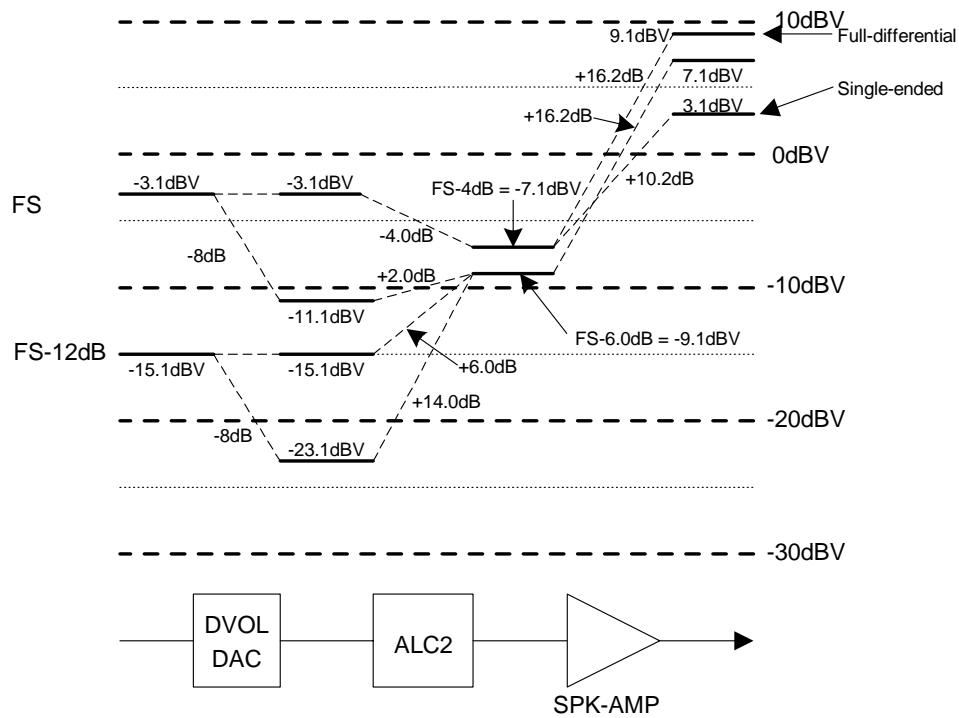 10dBV
9.1dBV
Full-differential
+16.2dB
7.1dBV
Single-ended
3.1dBV
+16.2dB
0dBV
-3.1dBV
-3.1dBV
+10.2dB
FS
FS-4dB = -7.1dBV
-4.0dB
-8dB
+2.0dB
-10dBV
-11.1dBV
FS-6.0dB = -9.1dBV
FS-12dB
-15.1dBV
-15.1dBV
+6.0dB
+14.0dB
-20dBV
-8dB
-23.1dBV
-30dBV
DVOL
DAC
ALC2
SPK-AMP